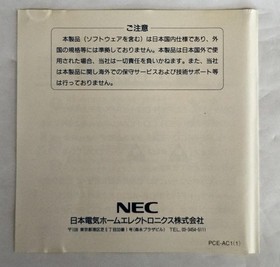 ご注意
本製品(ソフトウェアを含む)は日本国内仕様であり、外
国の規格等には準拠しておりません。本製品は日本国外で使
用された場合、当社は一切責任を負いかねます。また、当社
は本製品に関し海外での保守サービスおよび技術サポート等
は行っておりません。
NEC
日本電気ホームエレクトロニクス株式会社
PCE-AC1(1)